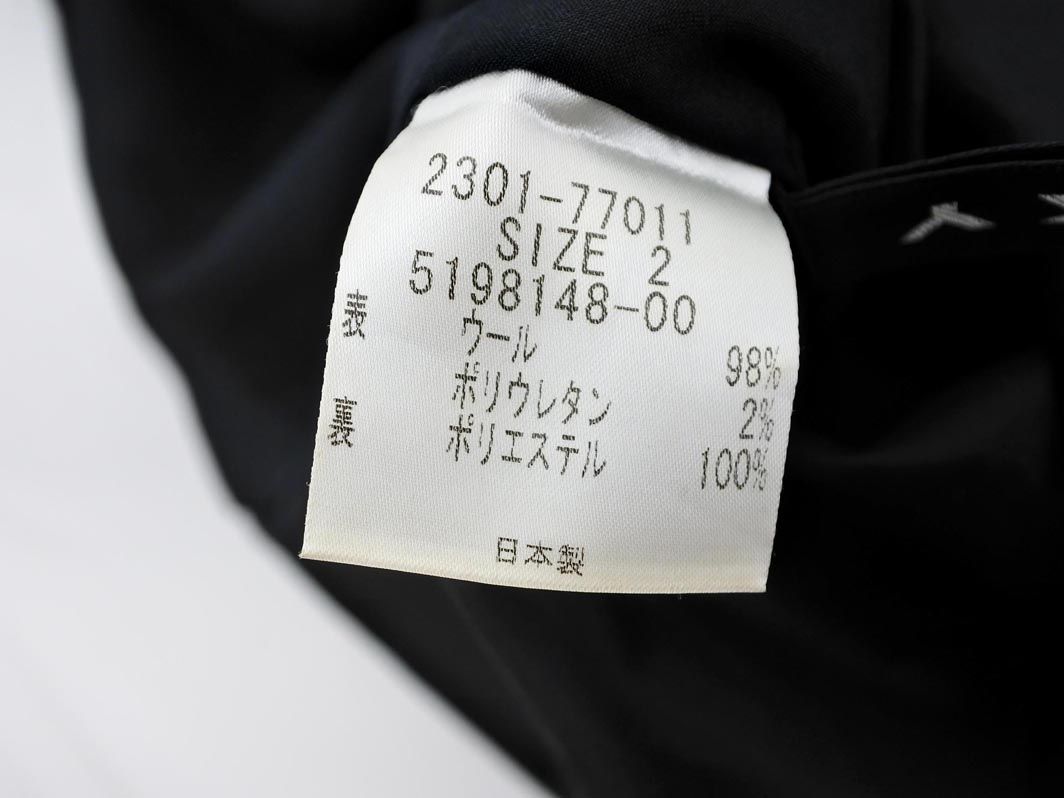 2301-77011
SIZE 2
5198148-00
表 ウール 98%
ポリウレタン 2%
裏 ポリエステル 100%
日本製